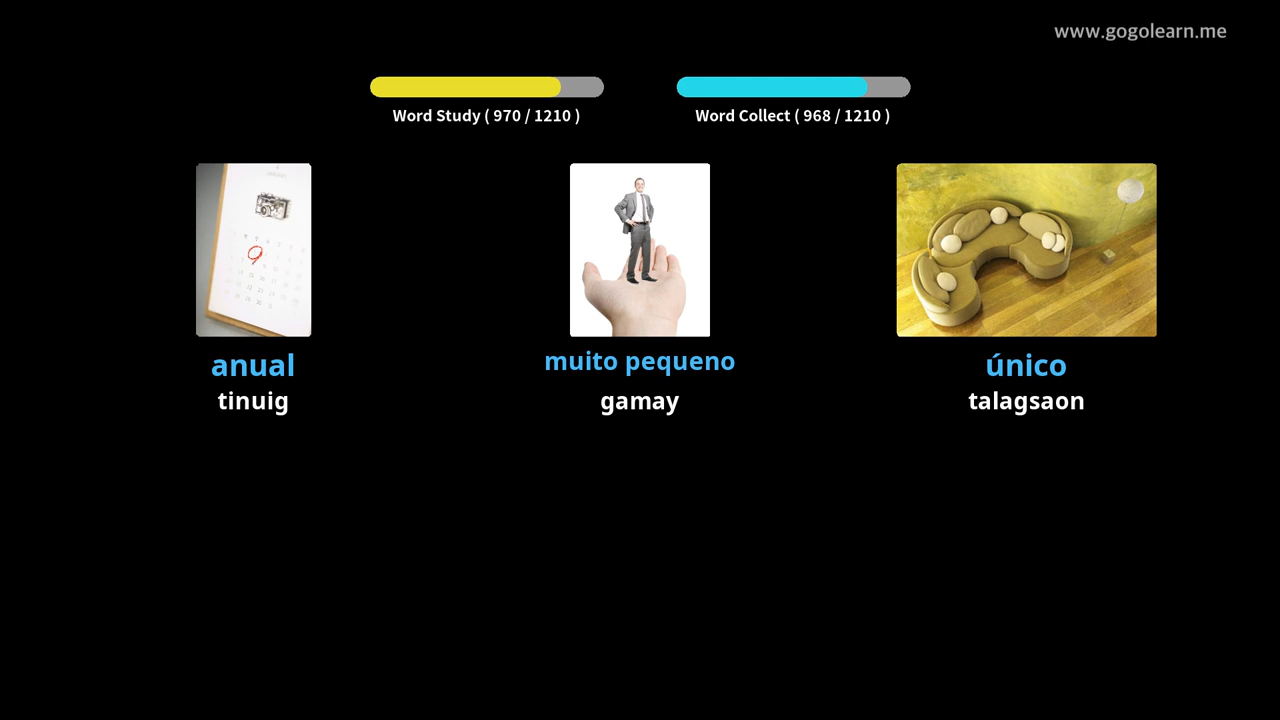 www.gogolearn.me
Word Study ( 970 / 1210 )
Word Collect ( 968 / 1210 )
anual
muito pequeno
único
tinuig
gamay
talagsaon